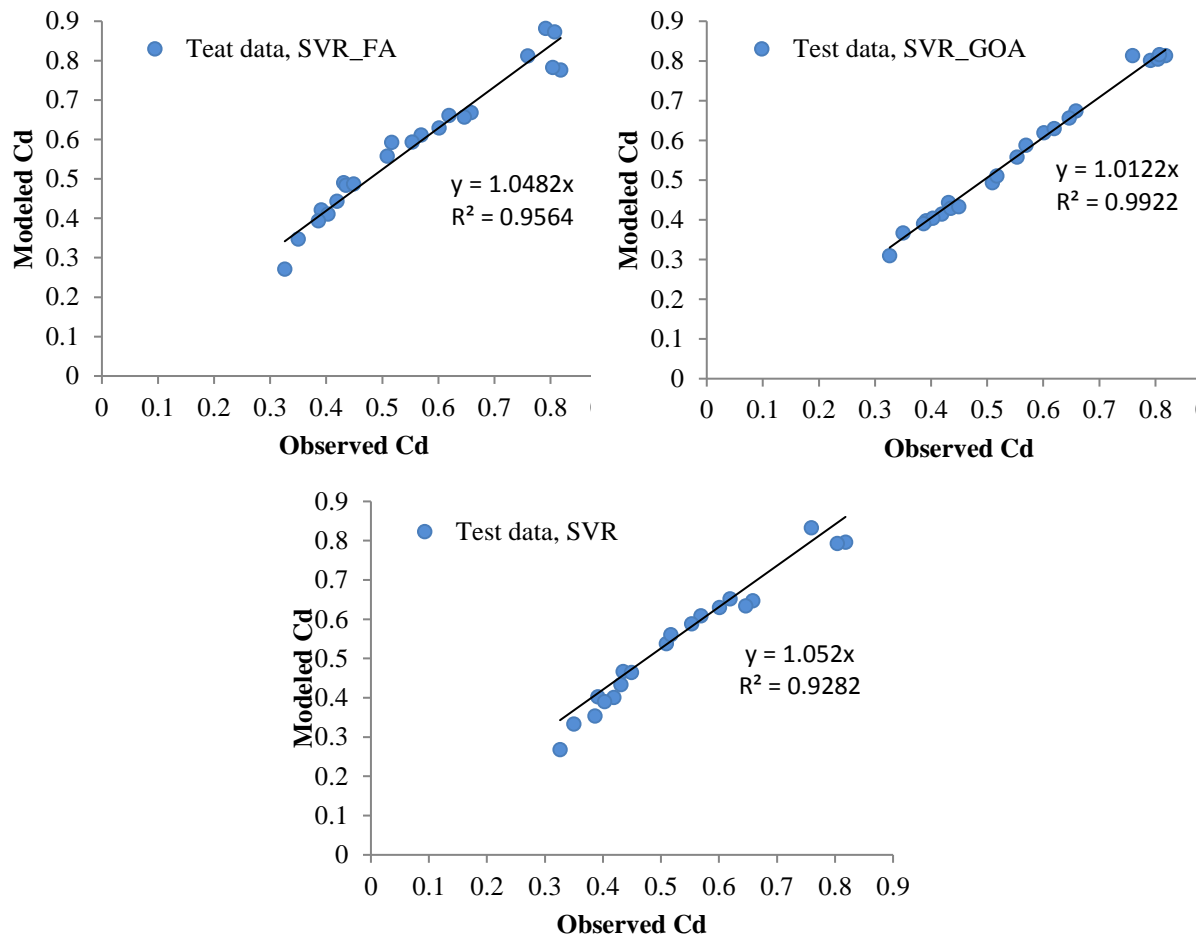 Teat data, SVR_FA
y = 1.0482x
R² = 0.9564
Modeled Cd
0.9
0.8
0.7
0.6
0.5
0.4
0.3
0.2
0.1
0
0 0.1 0.2 0.3 0.4 0.5 0.6 0.7 0.8
Observed Cd
Test data, SVR_GOA
y = 1.0122x
R² = 0.9922
Modeled Cd
0.9
0.8
0.7
0.6
0.5
0.4
0.3
0.2
0.1
0
0 0.1 0.2 0.3 0.4 0.5 0.6 0.7 0.8
Observed Cd
Test data, SVR
y = 1.052x
R² = 0.9282
Modeled Cd
0.9
0.8
0.7
0.6
0.5
0.4
0.3
0.2
0.1
0
0 0.1 0.2 0.3 0.4 0.5 0.6 0.7 0.8 0.9
Observed Cd